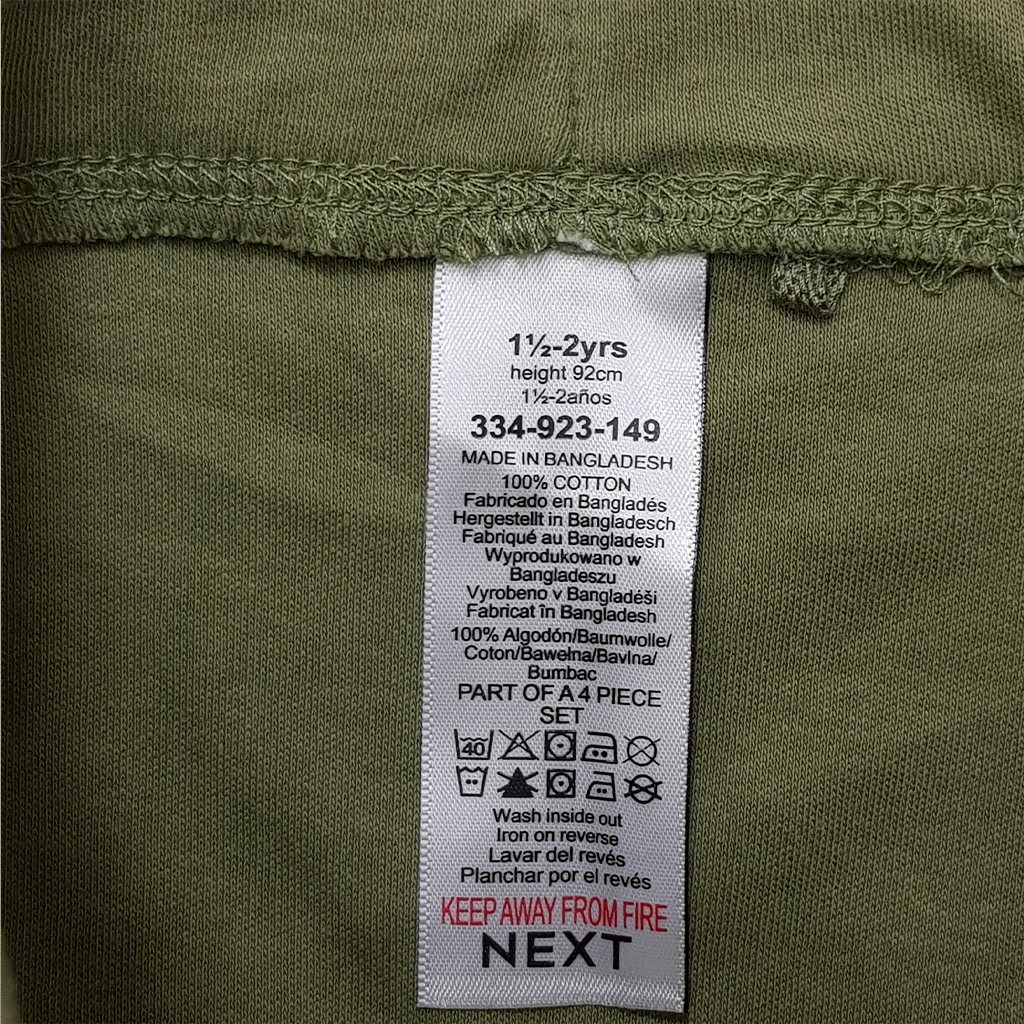 1½-2yrs
height 92cm
1½-2años
334-923-149
MADE IN BANGLADESH
100% COTTON
Fabricado en Bangladés
Hergestellt in Bangladesch
Fabriqué au Bangladesh
Wyprodukowano w
Bangladeszu
Vyrobeno v Bangladéši
Fabricat în Bangladesh
100% Algodón/Baumwolle/
Coton/Bawełna/Bavlna/
Bumbac
PART OF A 4 PIECE
SET
40
Wash inside out
Iron on reverse
Lavar del revés
Planchar por el revés
KEEP AWAY FROM FIRE
NEXT